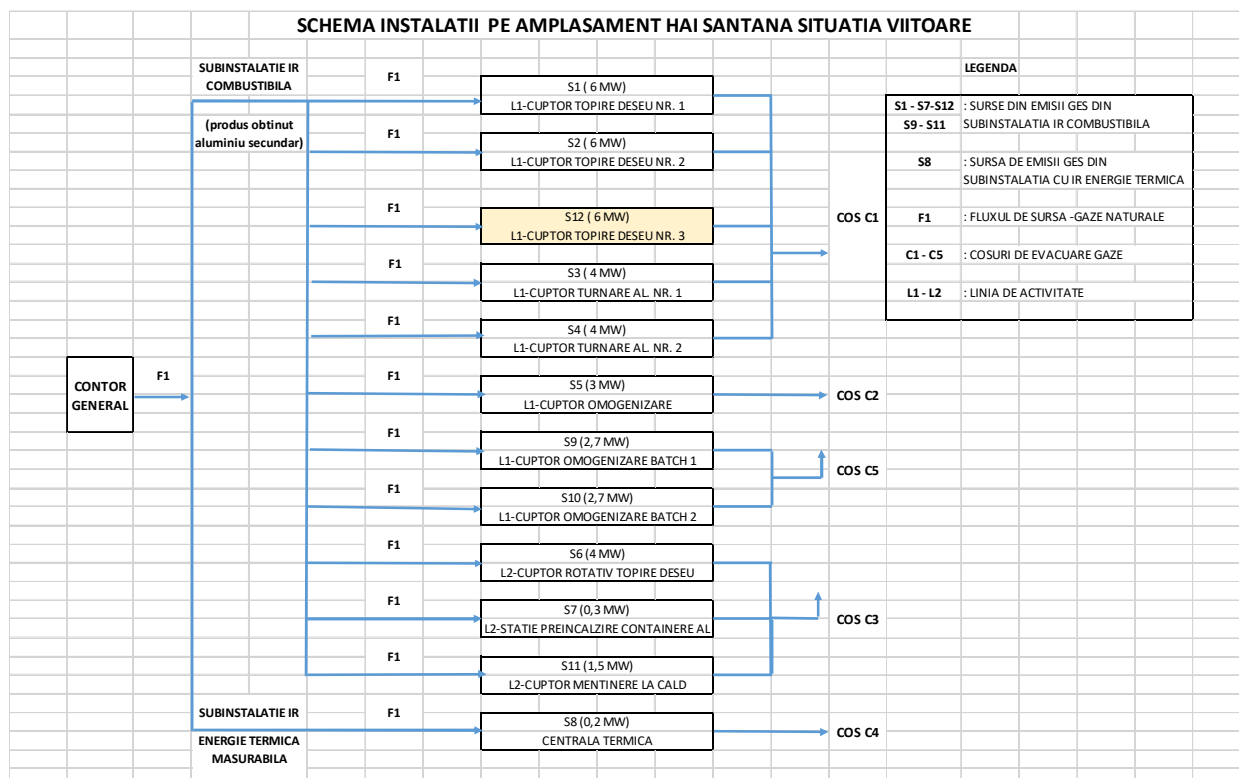 SCHEMA INSTALATII PE AMPLASAMENT HAI SANTANA SITUATIA VIITOARE
SUBINSTALATIE IR
COMBUSTIBILA
(produs obtinut
aluminiu secundar)
F1
S1 ( 6 MW)
L1-CUPTOR TOPIRE DESEU NR. 1
F1
S2 ( 6 MW)
L1-CUPTOR TOPIRE DESEU NR. 2
F1
S12 ( 6 MW)
L1-CUPTOR TOPIRE DESEU NR. 3
COS C1
F1
S3 ( 4 MW)
L1-CUPTOR TURNARE AL. NR. 1
F1
S4 ( 4 MW)
L1-CUPTOR TURNARE AL. NR. 2
CONTOR
GENERAL
F1
F1
S5 (3 MW)
L1-CUPTOR OMOGENIZARE
COS C2
F1
S9 (2,7 MW)
L1-CUPTOR OMOGENIZARE BATCH 1
COS C5
F1
S10 (2,7 MW)
L1-CUPTOR OMOGENIZARE BATCH 2
F1
S6 (4 MW)
L2-CUPTOR ROTATIV TOPIRE DESEU
F1
S7 (0,3 MW)
L2-STATIE PREINCALZIRE CONTAINERE AL
COS C3
F1
S11 (1,5 MW)
L2-CUPTOR MENTINERE LA CALD
SUBINSTALATIE IR
ENERGIE TERMICA
MASURABILA
F1
S8 (0,2 MW)
CENTRALA TERMICA
COS C4
LEGENDA
S1 - S7-S12 : SURSE DIN EMISII GES DIN
S9 - S11 SUBINSTALATIA IR COMBUSTIBILA
S8 : SURSA DE EMISII GES DIN
SUBINSTALATIA CU IR ENERGIE TERMICA
F1 : FLUXUL DE SURSA -GAZE NATURALE
C1 - C5 : COSURI DE EVACUARE GAZE
L1 - L2 : LINIA DE ACTIVITATE